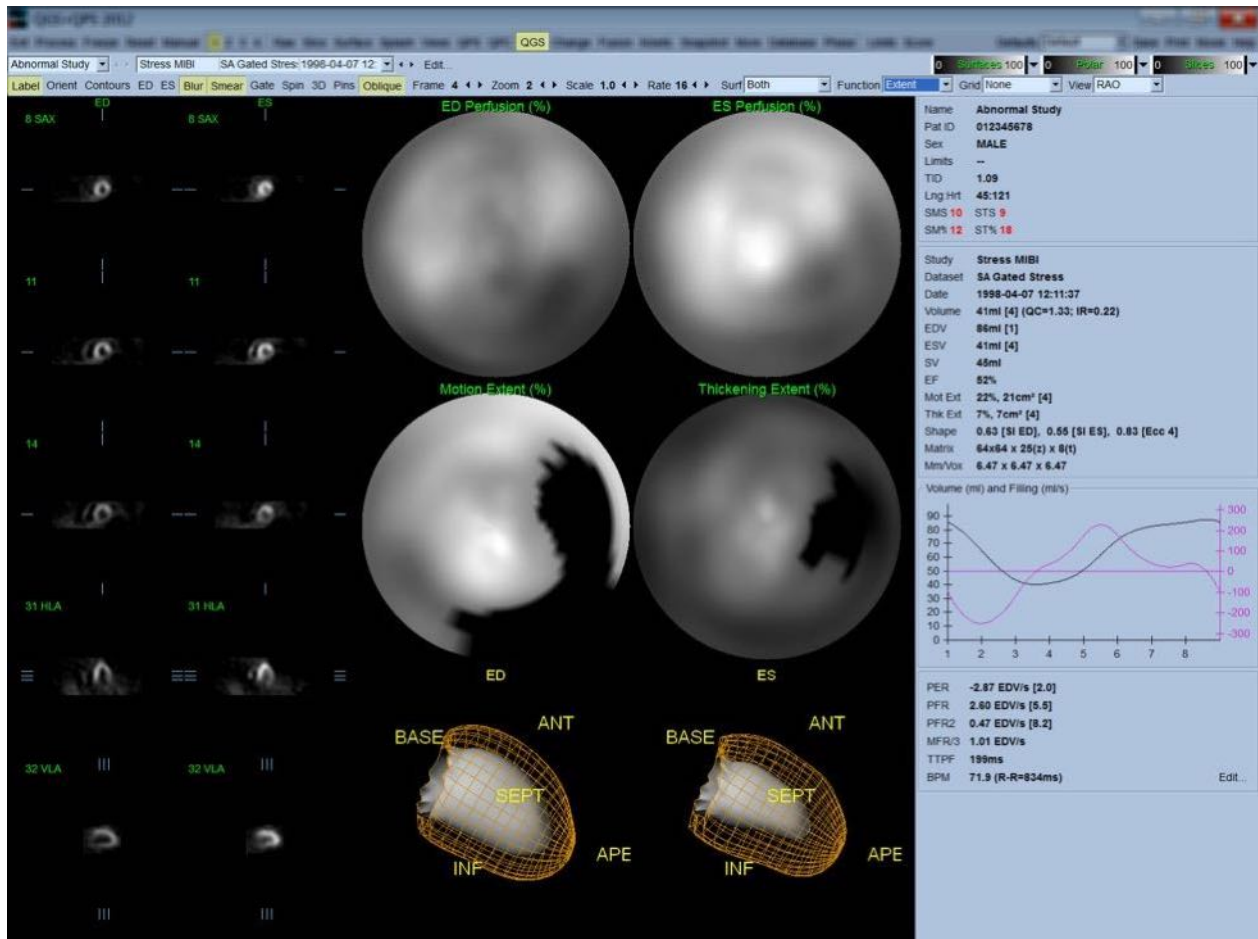 QGS+QPS 2012
QGS
Abnormal Study Stress MIBI SA Gated Stres: 1998-04-07 12: Edit...
0 Surfaces 100 0 Polar 100 0 Slices 100
Label Orient Contours ED ES Blur Smear Gate Spin 3D Pins Oblique Frame 4 Zoom 2 Scale 1.0 Rate 16 Surf Both Function Extent Grid None View RAO
ED ES
8 SAX 8 SAX
11 11
14 14
31 HLA 31 HLA
32 VLA 32 VLA
ED Perfusion (%) ES Perfusion (%)
Motion Extent (%) Thickening Extent (%)
ED ES
BASE ANT SEPT INF APE
BASE ANT SEPT INF APE
Name Abnormal Study
Pat ID 012345678
Sex MALE
Limits --
TID 1.09
Lng:Hrt 45:121
SMS 10 STS 9
SM% 12 ST% 18
Study Stress MIBI
Dataset SA Gated Stress
Date 1998-04-07 12:11:37
Volume 41ml [4] (QC=1.33; IR=0.22)
EDV 86ml [1]
ESV 41ml [4]
SV 45ml
EF 52%
Mot Ext 22%, 21cm² [4]
Thk Ext 7%, 7cm² [4]
Shape 0.63 [SI ED], 0.55 [SI ES], 0.83 [Ecc 4]
Matrix 64x64 x 25(z) x 8(t)
Mm/Vox 6.47 x 6.47 x 6.47
Volume (ml) and Filling (ml/s)
90
80
70
60
50
40
30
20
10
0
300
200
100
0
-100
-200
-300
1 2 3 4 5 6 7 8
PER -2.87 EDV/s [2.0]
PFR 2.60 EDV/s [5.5]
PFR2 0.47 EDV/s [8.2]
MFR/3 1.01 EDV/s
TTPF 199ms
BPM 71.9 (R-R=834ms) Edit...